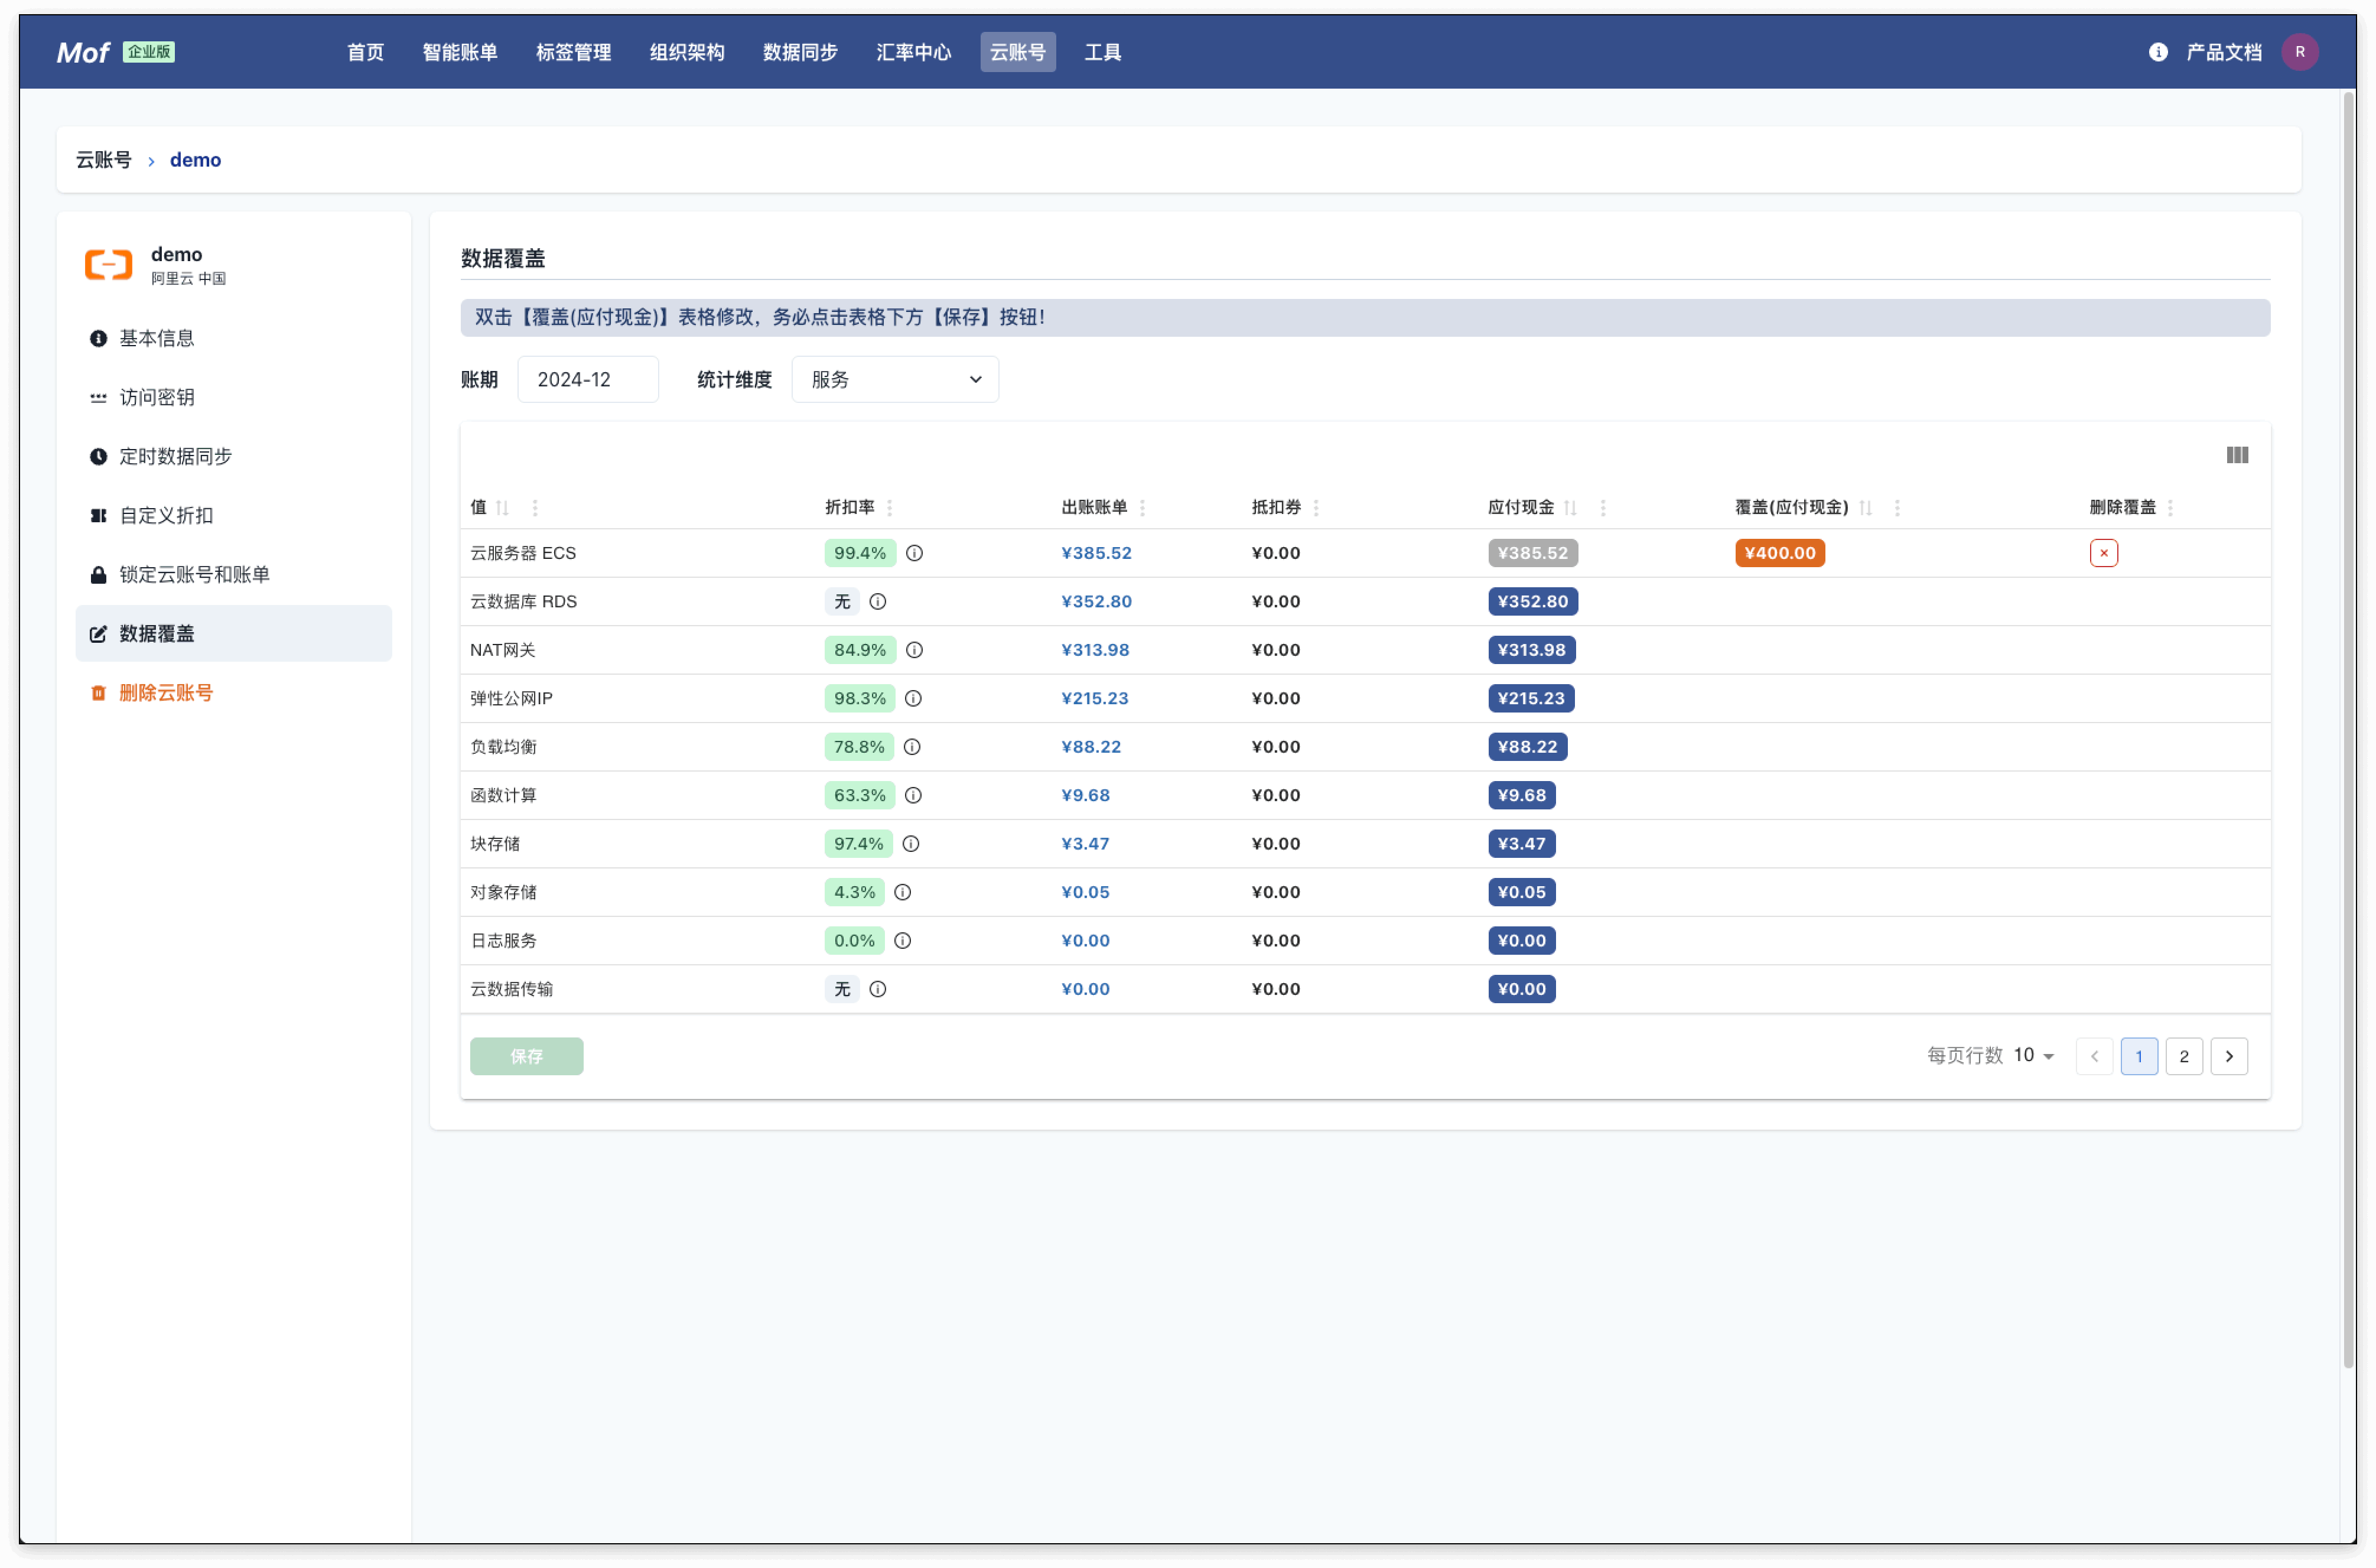 Mof 企业版 首页 智能账单 标签管理 组织架构 数据同步 汇率中心 云账号 工具 产品文档 R
云账号 › demo
demo
阿里云 中国
基本信息
访问密钥
定时数据同步
自定义折扣
锁定云账号和账单
数据覆盖
删除云账号
数据覆盖
双击【覆盖(应付现金)】表格修改，务必点击表格下方【保存】按钮！
账期 2024-12 统计维度 服务
值 折扣率 出账账单 抵扣券 应付现金 覆盖(应付现金) 删除覆盖
云服务器 ECS 99.4% ¥385.52 ¥0.00 ¥385.52 ¥400.00
云数据库 RDS 无 ¥352.80 ¥0.00 ¥352.80
NAT网关 84.9% ¥313.98 ¥0.00 ¥313.98
弹性公网IP 98.3% ¥215.23 ¥0.00 ¥215.23
负载均衡 78.8% ¥88.22 ¥0.00 ¥88.22
函数计算 63.3% ¥9.68 ¥0.00 ¥9.68
块存储 97.4% ¥3.47 ¥0.00 ¥3.47
对象存储 4.3% ¥0.05 ¥0.00 ¥0.05
日志服务 0.0% ¥0.00 ¥0.00 ¥0.00
云数据传输 无 ¥0.00 ¥0.00 ¥0.00
保存 每页行数 10 1 2